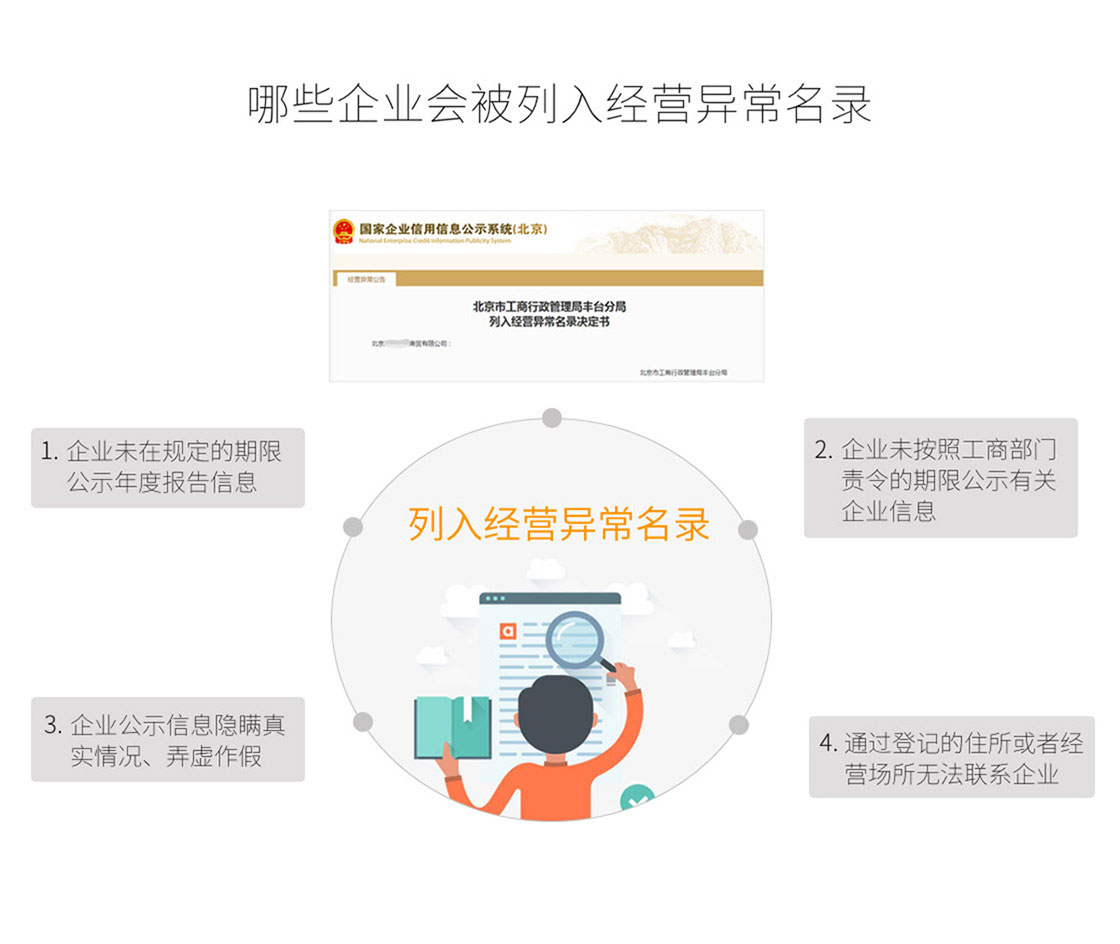 哪些企业会被列入经营异常名录
国家企业信用信息公示系统(北京)
National Enterprise Credit Information Publicity System
经营异常公告
北京市工商行政管理局丰台分局
列入经营异常名录决定书
北京 商贸有限公司：
北京市工商行政管理局丰台分局
1. 企业未在规定的期限
公示年度报告信息
2. 企业未按照工商部门
责令的期限公示有关
企业信息
列入经营异常名录
a
3. 企业公示信息隐瞒真
实情况、弄虚作假
4. 通过登记的住所或者经
营场所无法联系企业